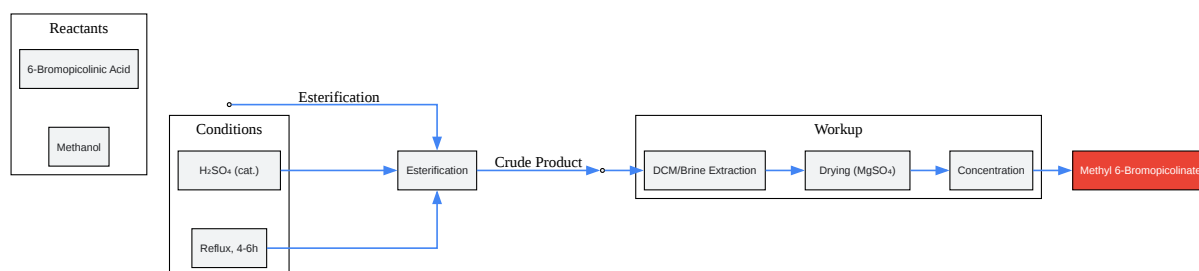 Reactants
6-Bromopicolinic Acid
Methanol
Esterification
Conditions
H₂SO₄ (cat.)
Reflux, 4-6h
Esterification
Crude Product
Workup
DCM/Brine Extraction
Drying (MgSO₄)
Concentration
Methyl 6-Bromopicolinate